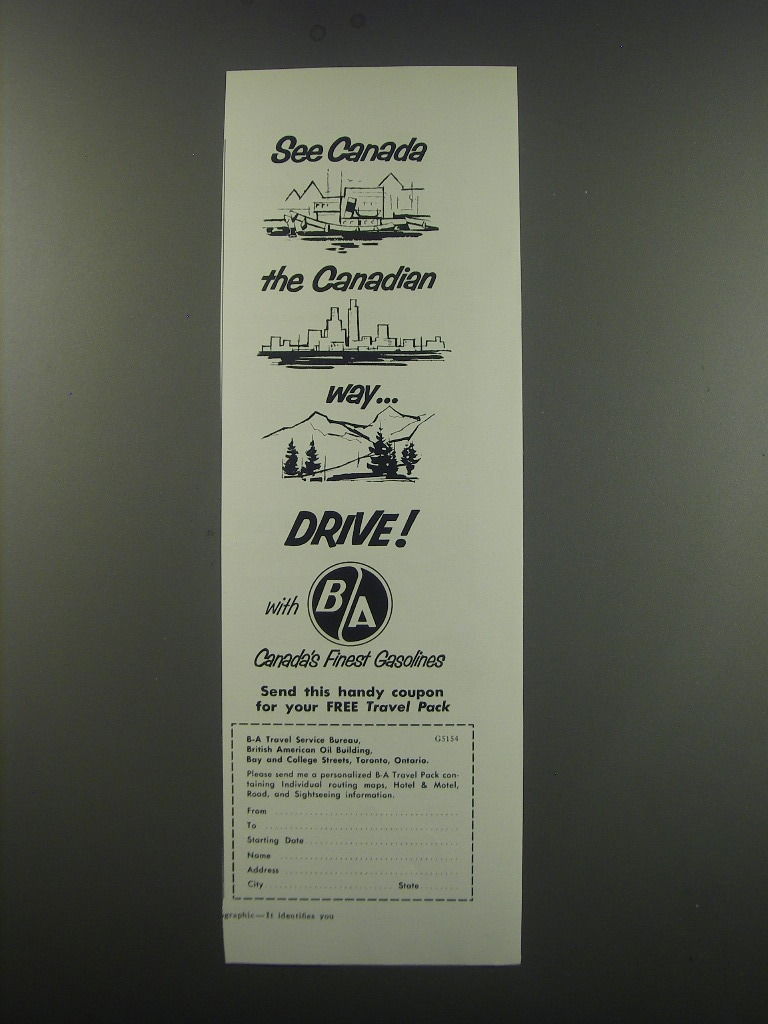 See Canada
the Canadian
way...
DRIVE!
with B/A
Canada's Finest Gasolines
Send this handy coupon
for your FREE Travel Pack
B-A Travel Service Bureau, G5154
British American Oil Building,
Bay and College Streets, Toronto, Ontario.
Please send me a personalized B-A Travel Pack con-
taining Individual routing maps, Hotel & Motel,
Road, and Sightseeing information.
From
To
Starting Date
Name
Address
City State
ographic—It identifies you